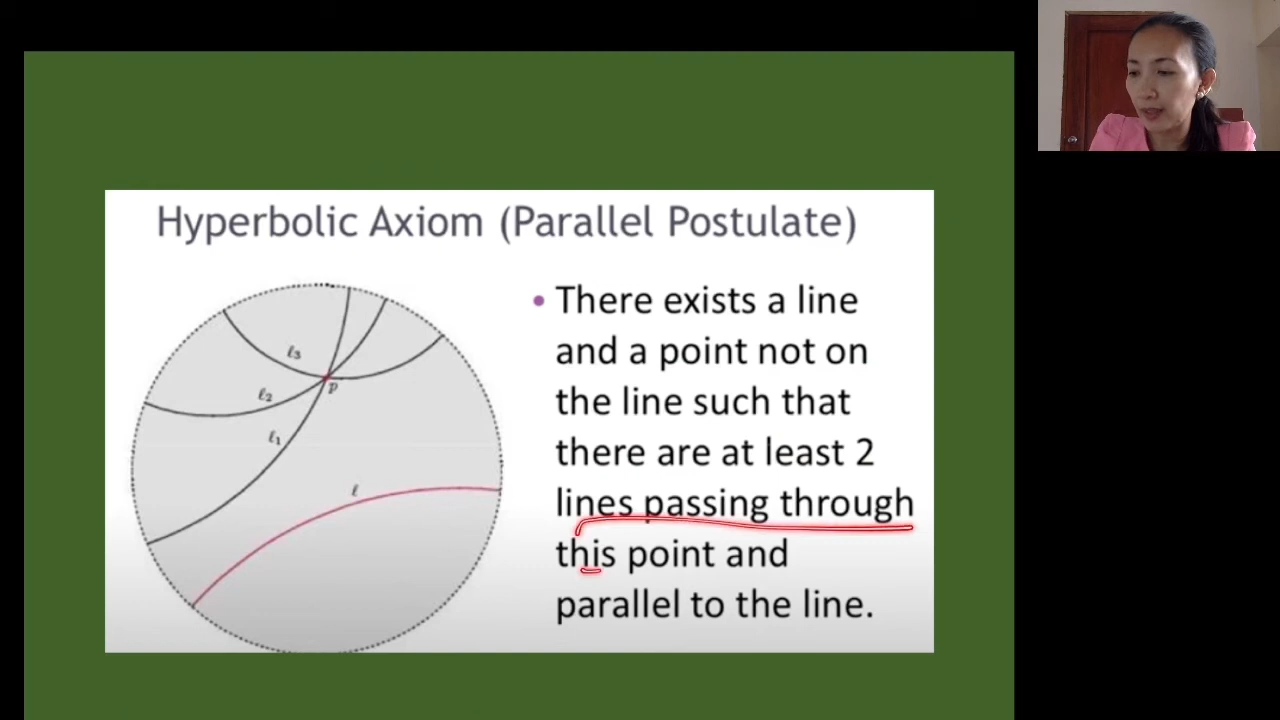 Hyperbolic Axiom (Parallel Postulate)
• There exists a line
and a point not on
the line such that
there are at least 2
lines passing through
this point and
parallel to the line.
ℓ3
p
ℓ2
ℓ1
ℓ